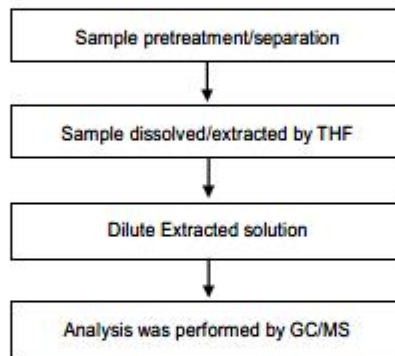 Sample pretreatment/separation
Sample dissolved/extracted by THF
Dilute Extracted solution
Analysis was performed by GC/MS